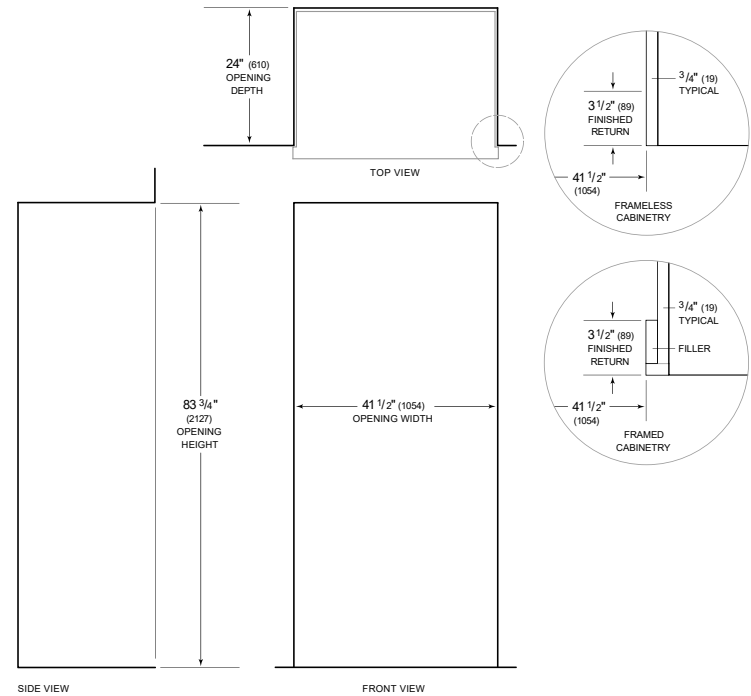 24" (610)
OPENING
DEPTH
TOP VIEW
3/4" (19)
TYPICAL
3 1/2" (89)
FINISHED
RETURN
41 1/2"
(1054)
FRAMELESS
CABINETRY
3/4" (19)
TYPICAL
3 1/2" (89)
FINISHED
RETURN
FILLER
41 1/2"
(1054)
FRAMED
CABINETRY
83 3/4"
(2127)
OPENING
HEIGHT
41 1/2" (1054)
OPENING WIDTH
SIDE VIEW
FRONT VIEW